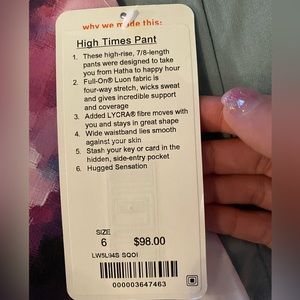 why we made this:
High Times Pant
1. These high-rise, 7/8-length
pants were designed to take
you from Hatha to happy hour
2. Full-On® Luon fabric is
four-way stretch, wicks sweat
and gives incredible support
and coverage
3. Added LYCRA® fibre moves with
you and stays in great shape
4. Wide waistband lies smooth
against your skin
5. Stash your key or card in the
hidden, side-entry pocket
6. Hugged Sensation
SIZE
6 $98.00
LW5L94S SQOI
000003647463